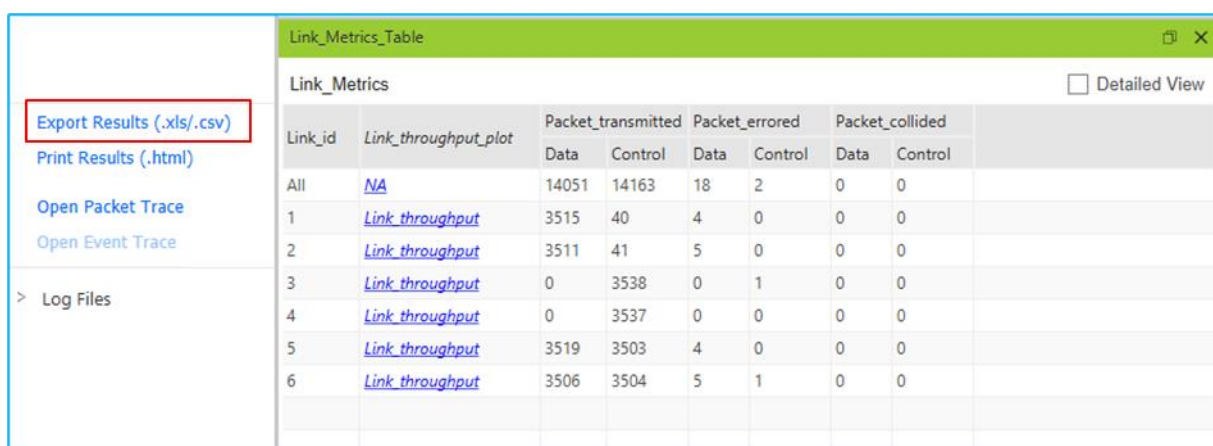 Export Results (.xls/.csv)
Print Results (.html)
Open Packet Trace
Open Event Trace
> Log Files
Link_Metrics_Table
Link_Metrics Detailed View
Link_id Link_throughput_plot Packet_transmitted Packet_errored Packet_collided
Data Control Data Control Data Control
All NA 14051 14163 18 2 0 0
1 Link_throughput 3515 40 4 0 0 0
2 Link_throughput 3511 41 5 0 0 0
3 Link_throughput 0 3538 0 1 0 0
4 Link_throughput 0 3537 0 0 0 0
5 Link_throughput 3519 3503 4 0 0 0
6 Link_throughput 3506 3504 5 1 0 0